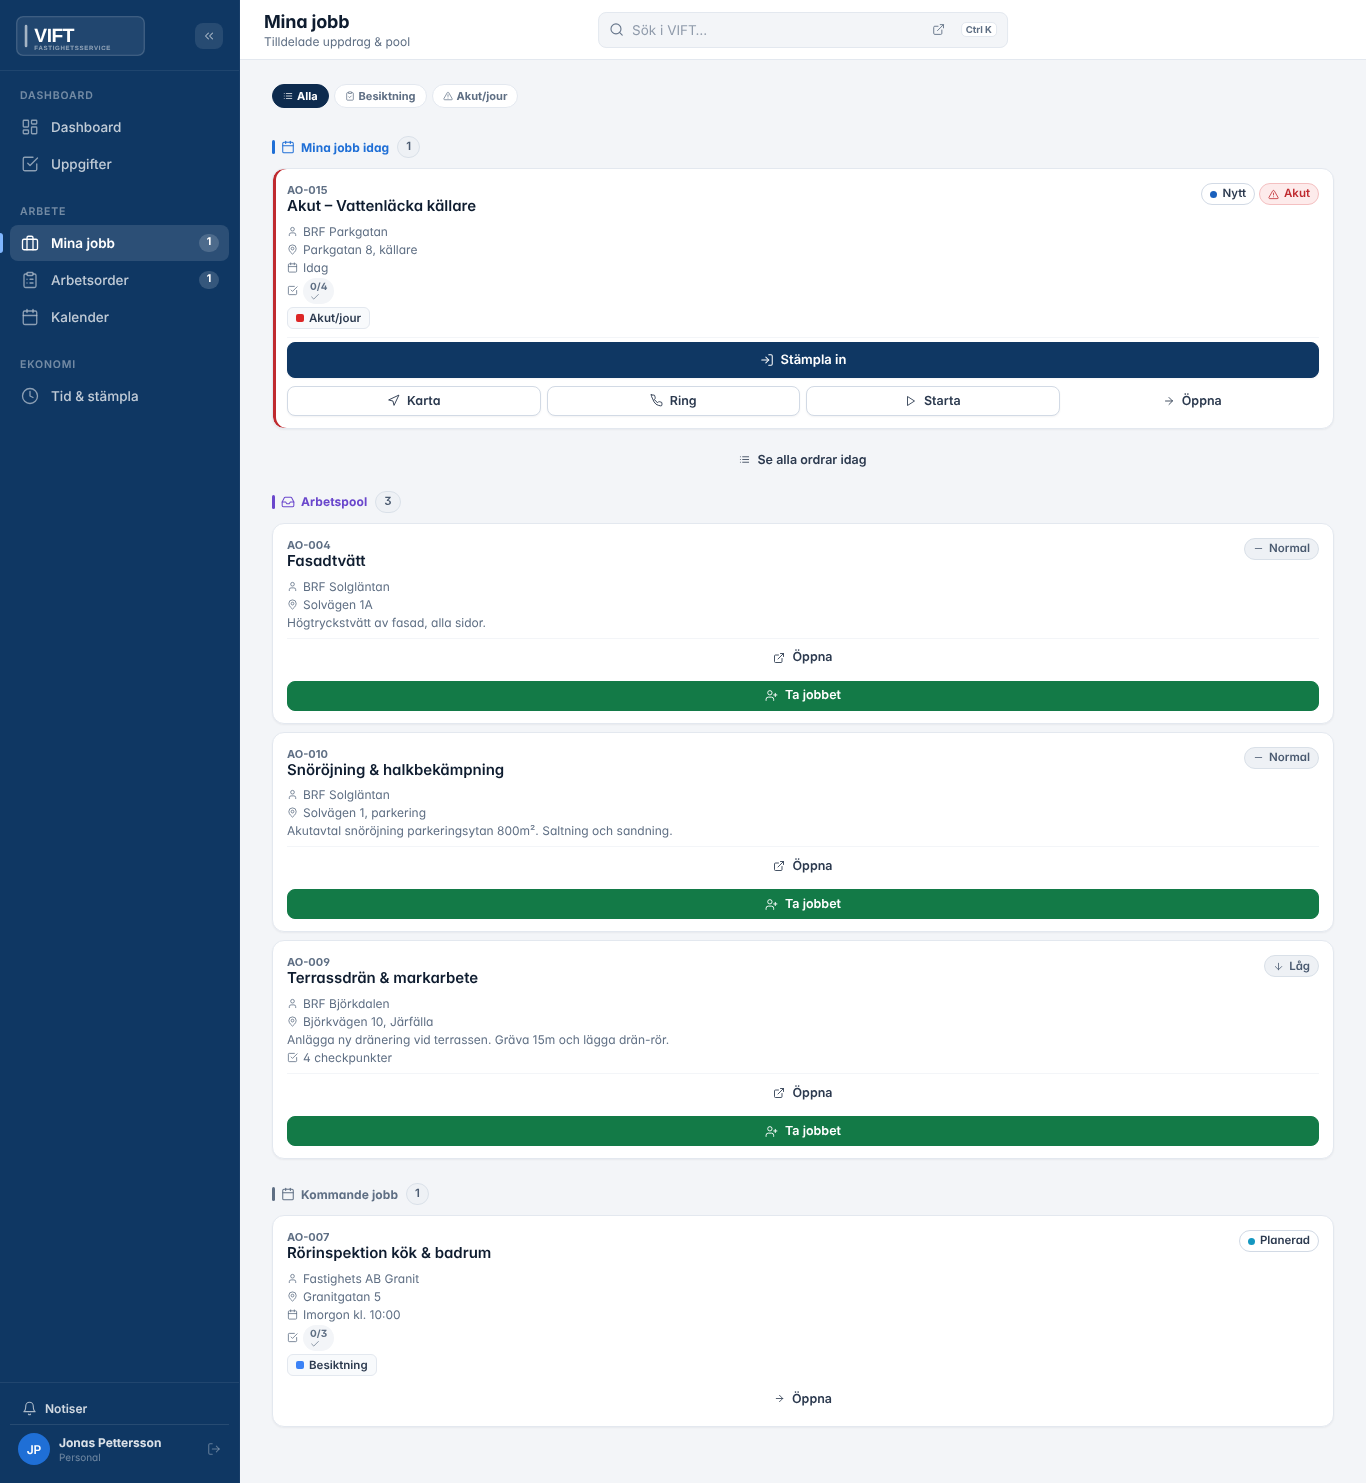 VIFT
FASTIGHETSSERVICE
DASHBOARD
Dashboard
Uppgifter
ARBETE
Mina jobb 1
Arbetsorder 1
Kalender
EKONOMI
Tid & stämpla
Notiser
JP
Jonas Pettersson
Personal
Mina jobb
Tilldelade uppdrag & pool
Sök i VIFT... Ctrl K
Alla Besiktning Akut/jour
Mina jobb idag 1
AO-015
Akut – Vattenläcka källare
Nytt Akut
BRF Parkgatan
Parkgatan 8, källare
Idag
0/4
Akut/jour
Stämpla in
Karta Ring Starta Öppna
Se alla ordrar idag
Arbetspool 3
AO-004
Fasadtvätt
Normal
BRF Solgläntan
Solvägen 1A
Högtryckstvätt av fasad, alla sidor.
Öppna
Ta jobbet
AO-010
Snöröjning & halkbekämpning
Normal
BRF Solgläntan
Solvägen 1, parkering
Akutavtal snöröjning parkeringsytan 800m². Saltning och sandning.
Öppna
Ta jobbet
AO-009
Terrassdrän & markarbete
Låg
BRF Björkdalen
Björkvägen 10, Järfälla
Anlägga ny dränering vid terrassen. Gräva 15m och lägga drän-rör.
4 checkpunkter
Öppna
Ta jobbet
Kommande jobb 1
AO-007
Rörinspektion kök & badrum
Planerad
Fastighets AB Granit
Granitgatan 5
Imorgon kl. 10:00
0/3
Besiktning
Öppna